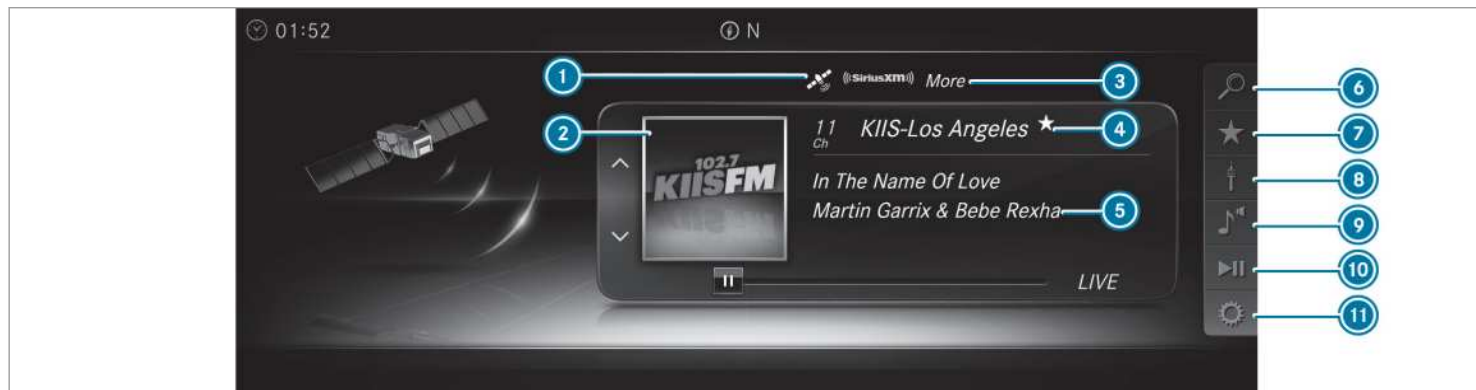 01:52
N
1
((SiriusXM))
More
3
6
2
11
Ch
KIIS-Los Angeles
4
7
102.7
KIISFM
In The Name Of Love
8
Martin Garrix & Bebe Rexha
5
9
10
LIVE
11